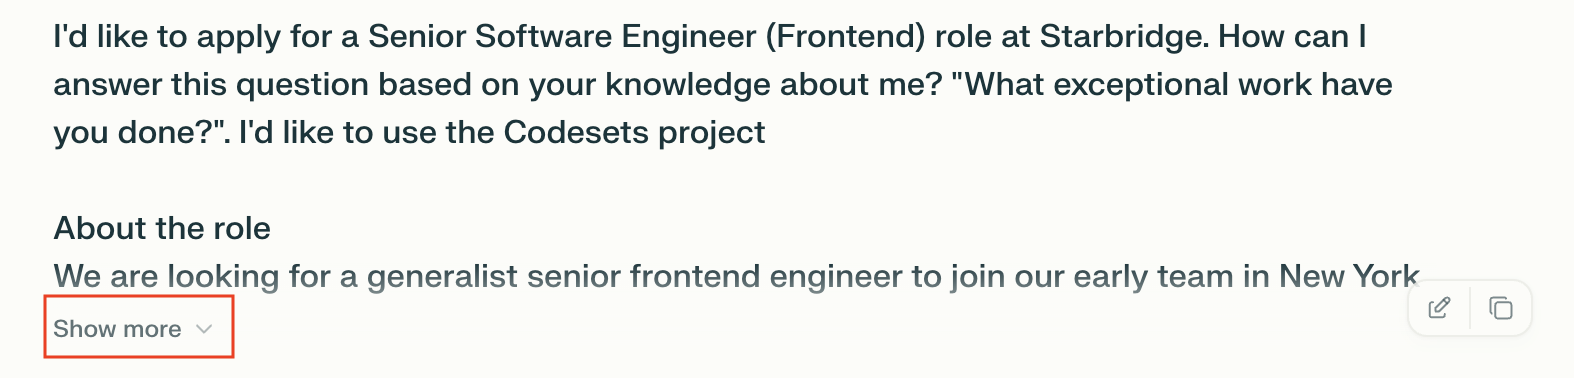 I'd like to apply for a Senior Software Engineer (Frontend) role at Starbridge. How can I
answer this question based on your knowledge about me? "What exceptional work have
you done?". I'd like to use the Codesets project
About the role
We are looking for a generalist senior frontend engineer to join our early team in New York
Show more